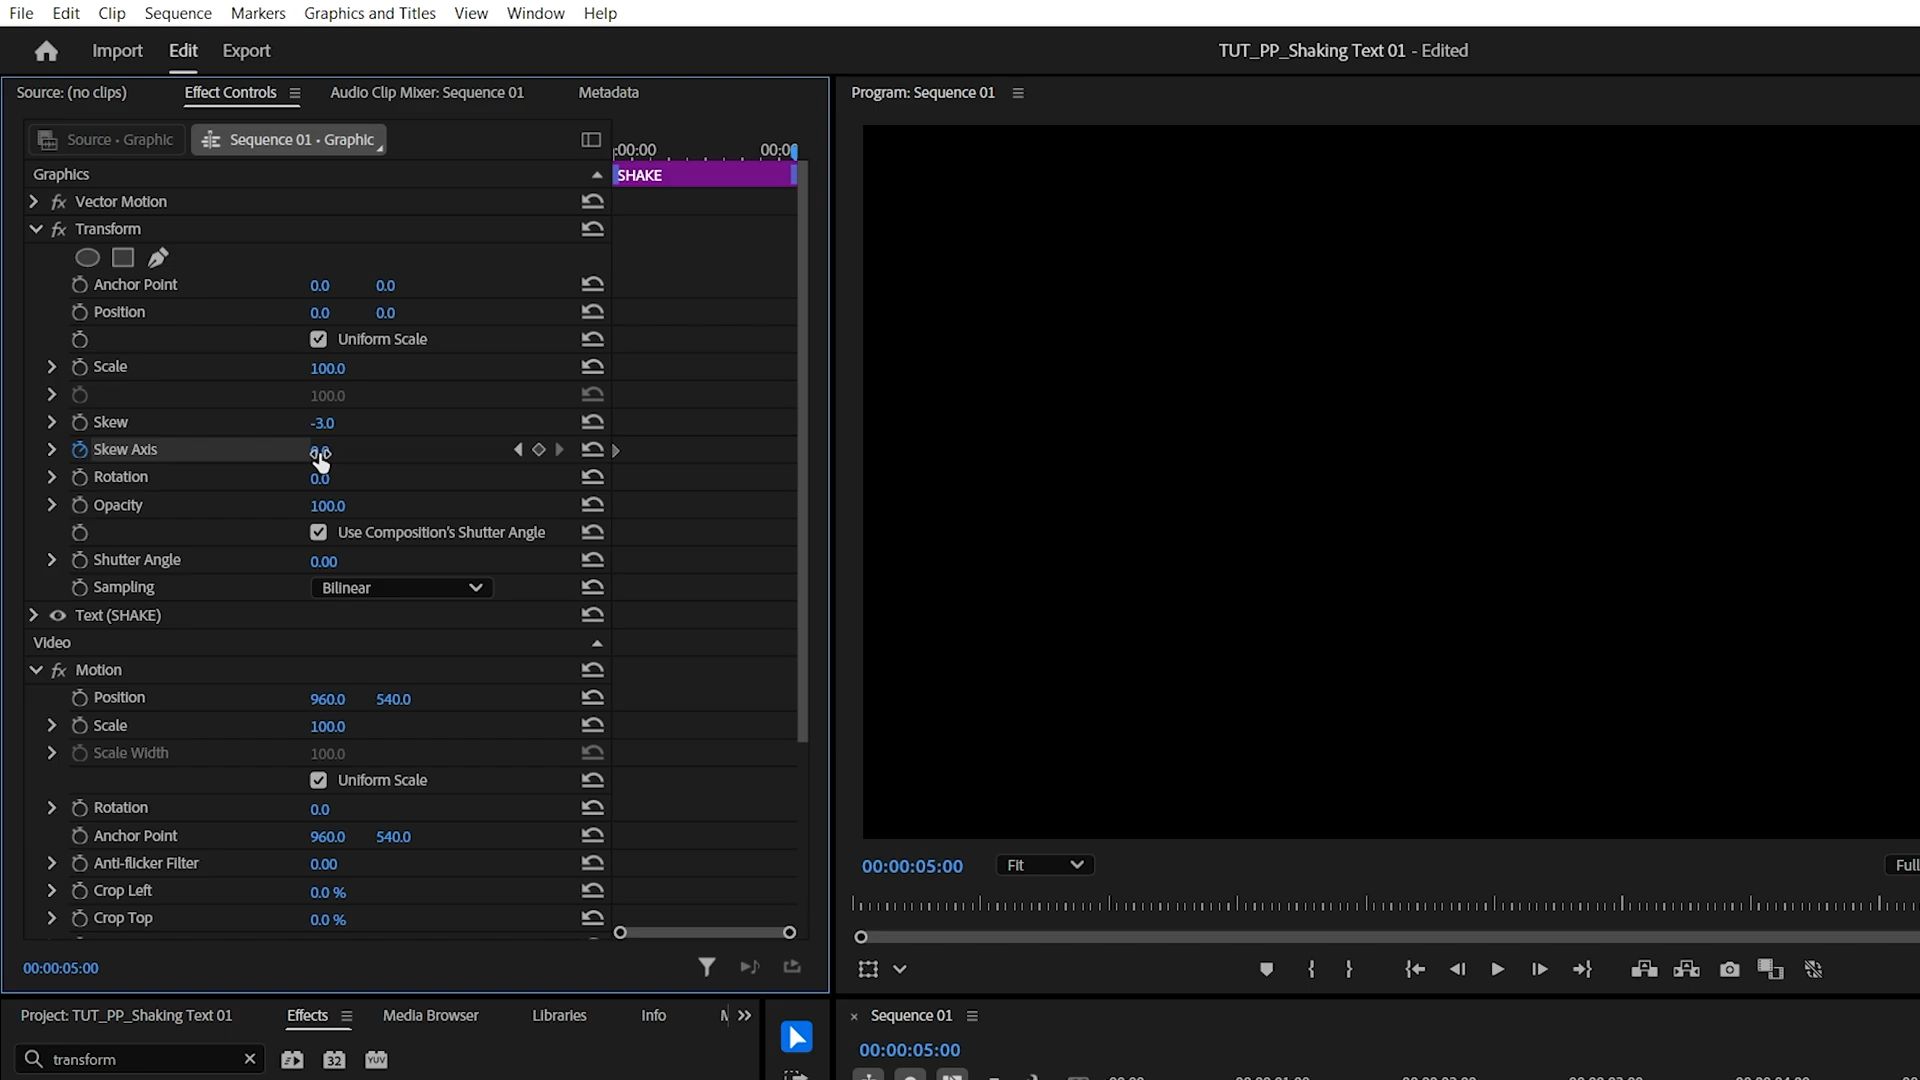 File Edit Clip Sequence Markers Graphics and Titles View Window Help
Import Edit Export
TUT_PP_Shaking Text 01 - Edited
Source: (no clips) Effect Controls Audio Clip Mixer: Sequence 01 Metadata
Program: Sequence 01
Source • Graphic Sequence 01 • Graphic
:00:00 00:00
Graphics
SHAKE
fx Vector Motion
fx Transform
Anchor Point 0.0 0.0
Position 0.0 0.0
Uniform Scale
Scale 100.0
100.0
Skew -3.0
Skew Axis
Rotation 0.0
Opacity 100.0
Use Composition's Shutter Angle
Shutter Angle 0.00
Sampling Bilinear
Text (SHAKE)
Video
fx Motion
Position 960.0 540.0
Scale 100.0
Scale Width 100.0
Uniform Scale
Rotation 0.0
Anchor Point 960.0 540.0
Anti-flicker Filter 0.00
Crop Left 0.0 %
Crop Top 0.0 %
00:00:05:00
00:00:05:00 Fit Full
Project: TUT_PP_Shaking Text 01 Effects Media Browser Libraries Info
transform 32 YUV
× Sequence 01
00:00:05:00